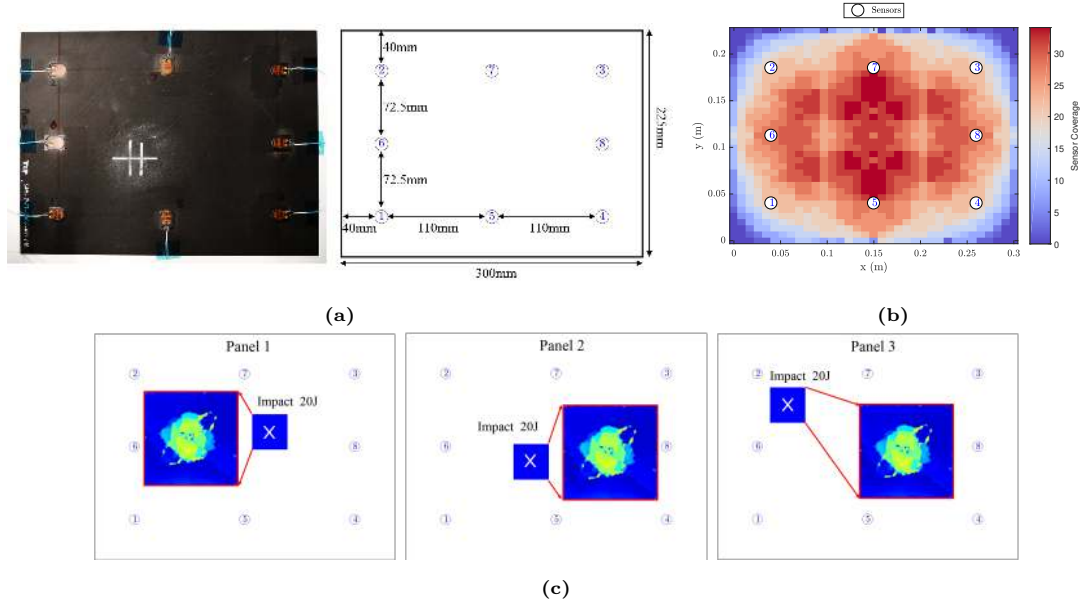 40mm
2
7
3
72.5mm
6
8
225mm
72.5mm
1
5
4
40mm
110mm
110mm
300mm
Sensors
0.2
0.15
0.1
0.05
0
y (m)
2
7
3
6
8
1
5
4
0
0.05
0.1
0.15
0.2
0.25
0.3
x (m)
30
25
20
15
10
5
0
Sensor Coverage
(a)
(b)
Panel 1
2
7
3
Impact 20J
6
8
1
5
4
Panel 2
2
7
3
Impact 20J
6
8
1
5
4
Panel 3
2
7
3
Impact 20J
6
8
1
5
4
(c)